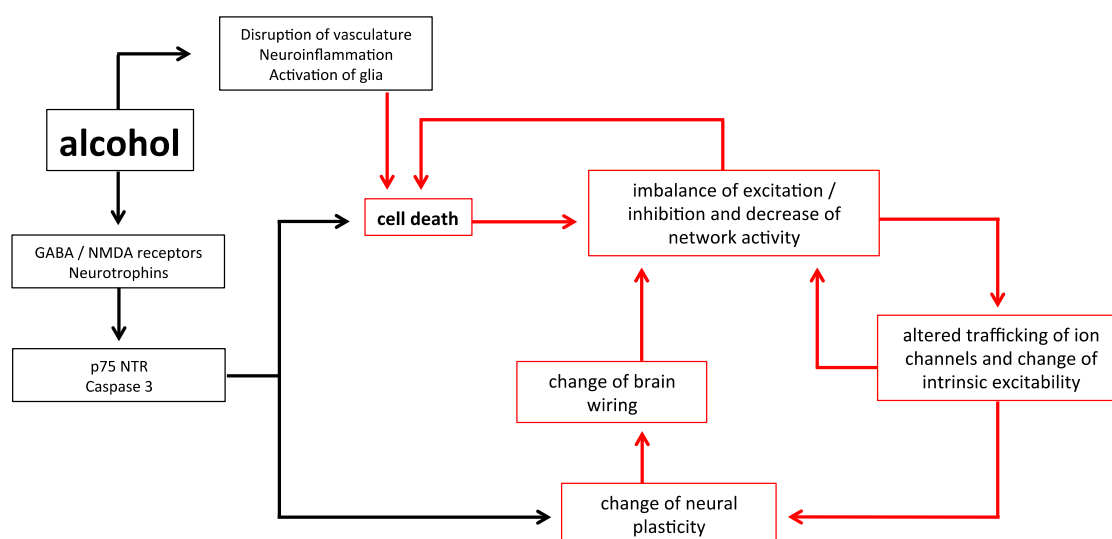 Disruption of vasculature
Neuroinflammation
Activation of glia
alcohol
cell death
imbalance of excitation /
inhibition and decrease of
network activity
GABA / NMDA receptors
Neurotrophins
p75 NTR
Caspase 3
altered trafficking of ion
channels and change of
intrinsic excitability
change of brain
wiring
change of neural
plasticity